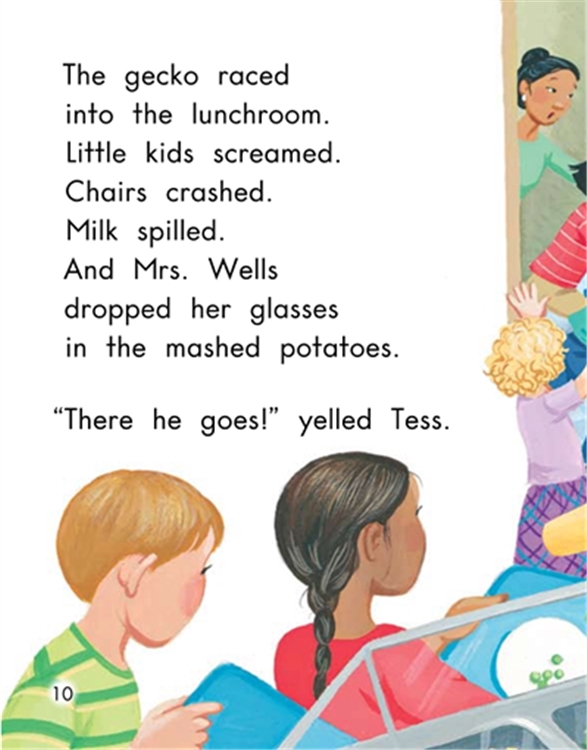 The gecko raced
into the lunchroom.
Little kids screamed.
Chairs crashed.
Milk spilled.
And Mrs. Wells
dropped her glasses
in the mashed potatoes.
“There he goes!” yelled Tess.
10